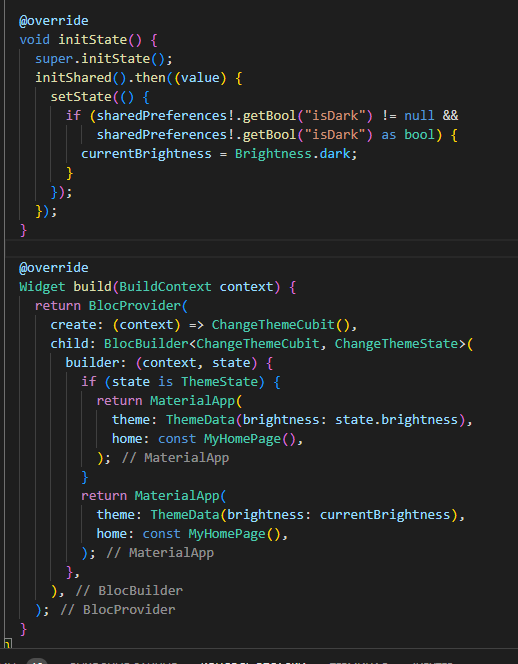 @override
void initState() {
  super.initState();
  initShared().then((value) {
    setState(() {
      if (sharedPreferences!.getBool("isDark") != null &&
          sharedPreferences!.getBool("isDark") as bool) {
        currentBrightness = Brightness.dark;
      }
    });
  });
}
@override
Widget build(BuildContext context) {
  return BlocProvider(
    create: (context) => ChangeThemeCubit(),
    child: BlocBuilder<ChangeThemeCubit, ChangeThemeState>(
      builder: (context, state) {
        if (state is ThemeState) {
          return MaterialApp(
            theme: ThemeData(brightness: state.brightness),
            home: const MyHomePage(),
          ); // MaterialApp
        }
        return MaterialApp(
          theme: ThemeData(brightness: currentBrightness),
          home: const MyHomePage(),
        ); // MaterialApp
      },
    ), // BlocBuilder
  ); // BlocProvider
}
}